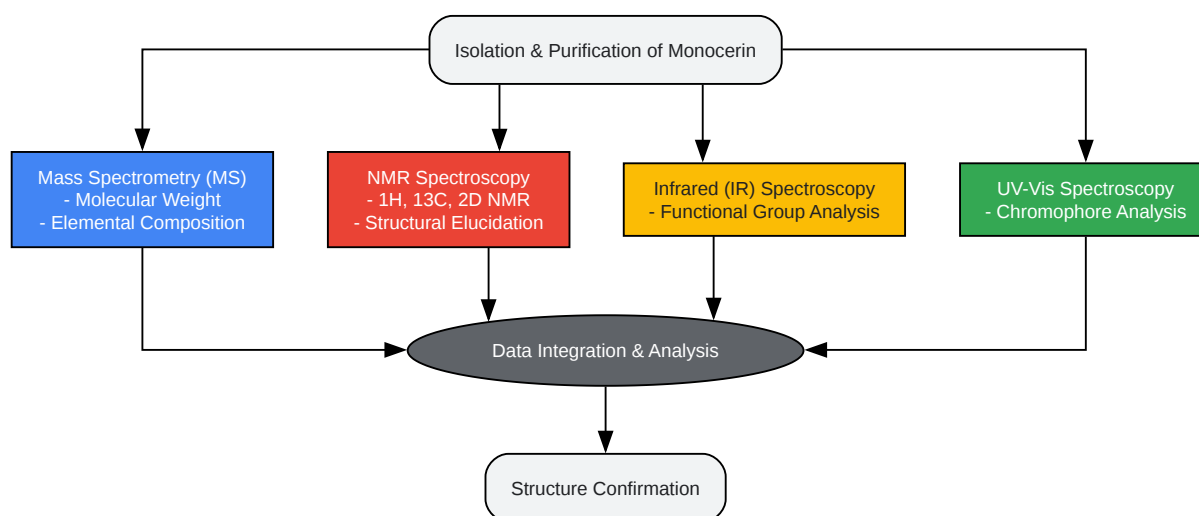 Isolation & Purification of Monocerin
Mass Spectrometry (MS)
- Molecular Weight
- Elemental Composition
NMR Spectroscopy
- 1H, 13C, 2D NMR
- Structural Elucidation
Infrared (IR) Spectroscopy
- Functional Group Analysis
UV-Vis Spectroscopy
- Chromophore Analysis
Data Integration & Analysis
Structure Confirmation